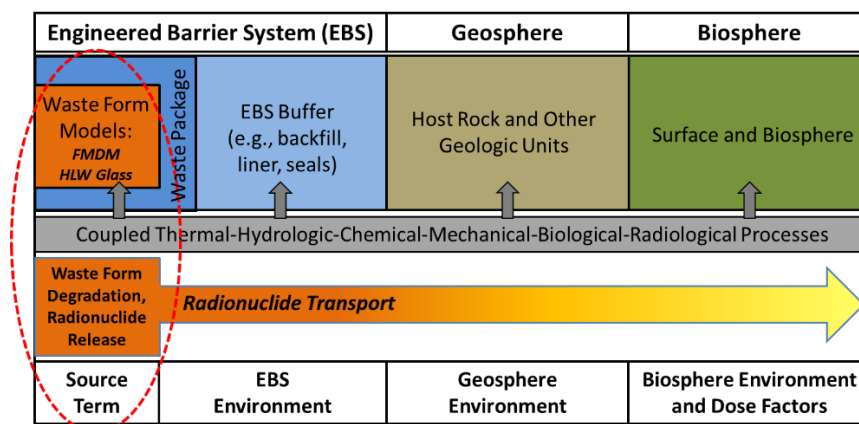 Engineered Barrier System (EBS)
Geosphere
Biosphere
Waste Form
Models:
FMDM
HLW Glass
Waste Package
EBS Buffer
(e.g., backfill,
liner, seals)
Host Rock and Other
Geologic Units
Surface and Biosphere
Coupled Thermal-Hydrologic-Chemical-Mechanical-Biological-Radiological Processes
Waste Form
Degradation,
Radionuclide
Release
Radionuclide Transport
Source
Term
EBS
Environment
Geosphere
Environment
Biosphere Environment
and Dose Factors